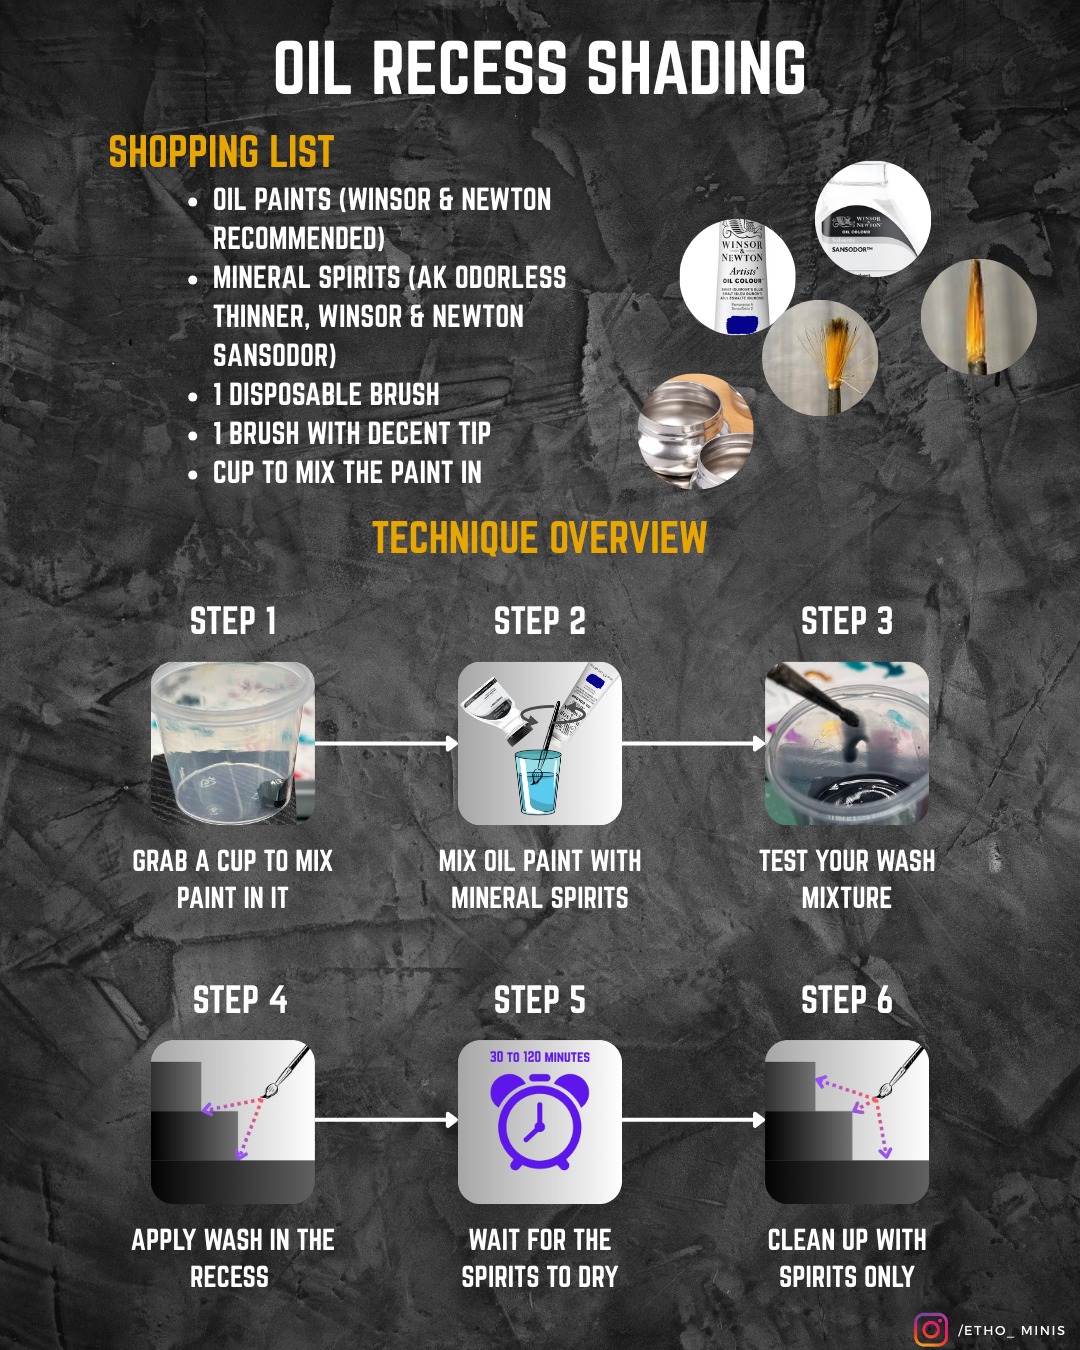 OIL RECESS SHADING
SHOPPING LIST
OIL PAINTS (WINSOR & NEWTON
RECOMMENDED)
MINERAL SPIRITS (AK ODORLESS
THINNER, WINSOR & NEWTON
SANSODOR)
1 DISPOSABLE BRUSH
1 BRUSH WITH DECENT TIP
CUP TO MIX THE PAINT IN
WINSOR
& NEWTON
OIL COLOUR
SANSODOR™
WINSOR
&
NEWTON
Artists'
OIL COLOUR
TECHNIQUE OVERVIEW
STEP 1
STEP 2
STEP 3
GRAB A CUP TO MIX
PAINT IN IT
MIX OIL PAINT WITH
MINERAL SPIRITS
TEST YOUR WASH
MIXTURE
STEP 4
STEP 5
STEP 6
30 TO 120 MINUTES
APPLY WASH IN THE
RECESS
WAIT FOR THE
SPIRITS TO DRY
CLEAN UP WITH
SPIRITS ONLY
/ETHO_ MINIS